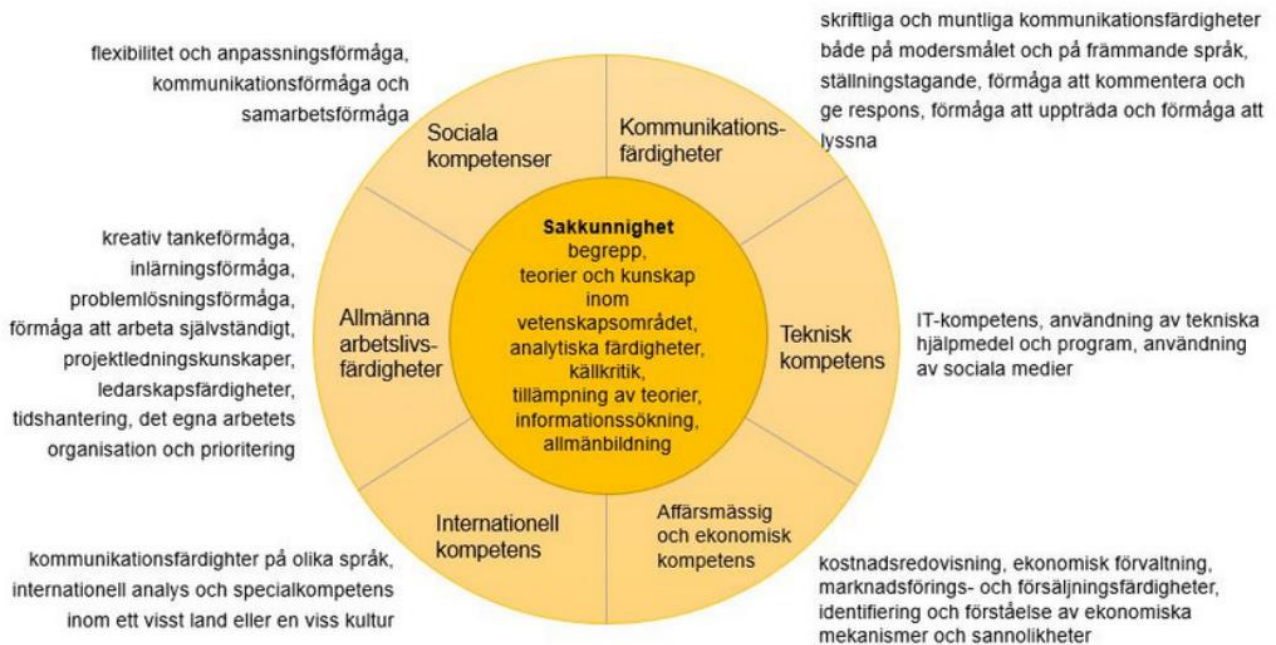 flexibilitet och anpassningsförmåga,
kommunikationsförmåga och
samarbetsförmåga
skriftliga och muntliga kommunikationsfärdigheter
både på modersmålet och på främmande språk,
ställningstagande, förmåga att kommentera och
ge respons, förmåga att uppträda och förmåga att
lyssna
Sociala
kompetenser
Kommunikations-
färdigheter
kreativ tankeförmåga,
inlärningsförmåga,
problemlösningsförmåga,
förmåga att arbeta självständigt,
projektledningskunskaper,
ledarskapsfärdigheter,
tidshantering, det egna arbetets
organisation och prioritering
Allmänna
arbetslivs-
färdigheter
Sakkunnighet
begrepp,
teorier och kunskap
inom
vetenskapsområdet,
analytiska färdigheter,
källkritik,
tillämpning av teorier,
informationssökning,
allmänbildning
Teknisk
kompetens
IT-kompetens, användning av tekniska
hjälpmedel och program, användning
av sociala medier
Internationell
kompetens
Affärsmässig
och ekonomisk
kompetens
kommunikationsfärdighter på olika språk,
internationell analys och specialkompetens
inom ett visst land eller en viss kultur
kostnadsredovisning, ekonomisk förvaltning,
marknadsförings- och försäljningsfärdigheter,
identifiering och förståelse av ekonomiska
mekanismer och sannolikheter